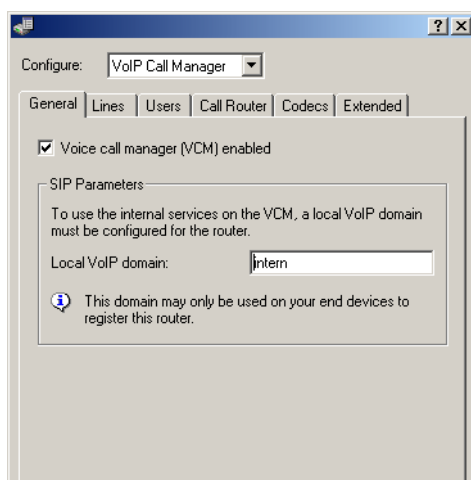 Configure: VoIP Call Manager
General Lines Users Call Router Codecs Extended
Voice call manager (VCM) enabled
SIP Parameters
To use the internal services on the VCM, a local VoIP domain
must be configured for the router.
Local VoIP domain: intern
This domain may only be used on your end devices to
register this router.